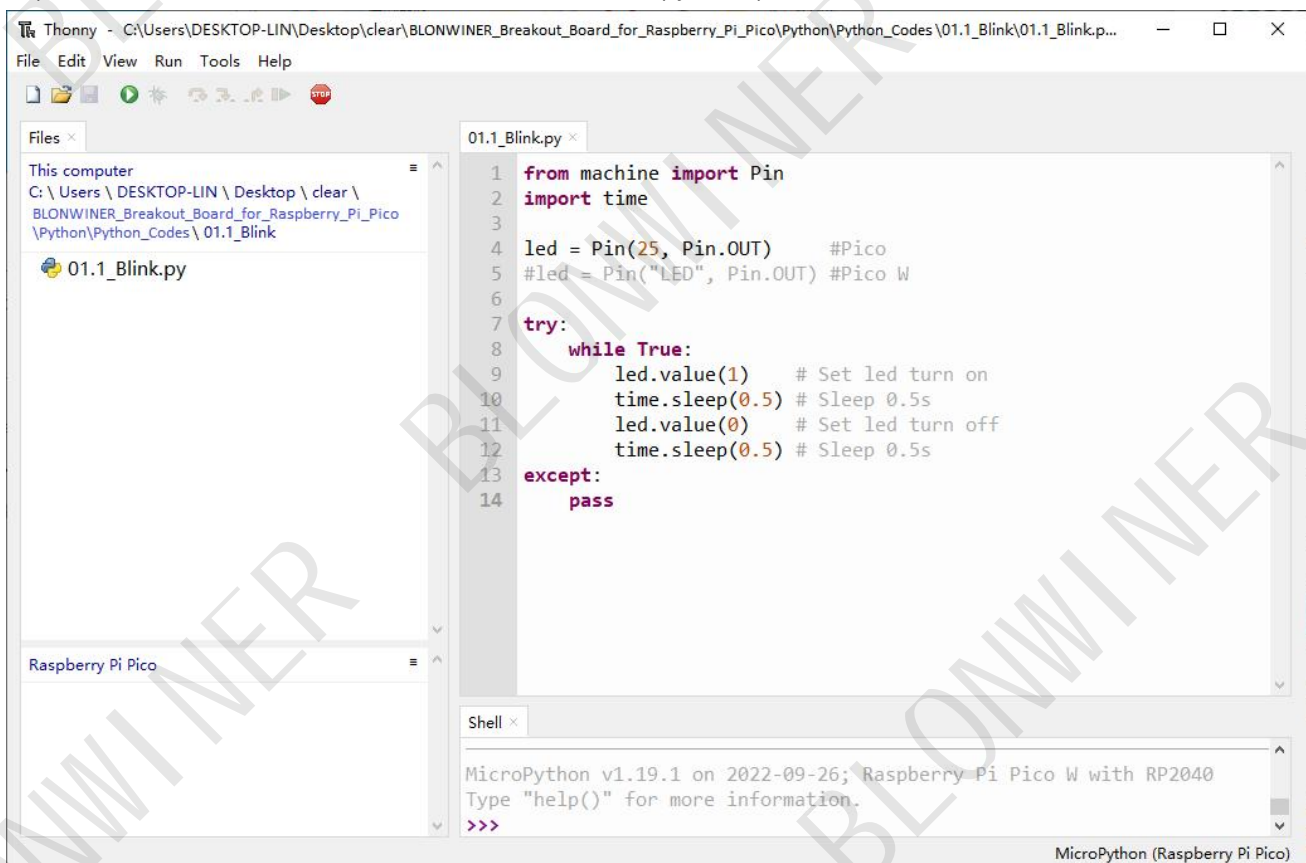 Thonny - C:\Users\DESKTOP-LIN\Desktop\clear\BLONWINER_Breakout_Board_for_Raspberry_Pi_Pico\Python\Python_Codes\01.1_Blink\01.1_Blink.p...
File Edit View Run Tools Help
STOP
Files
This computer
C: \ Users \ DESKTOP-LIN \ Desktop \ clear \
BLONWINER_Breakout_Board_for_Raspberry_Pi_Pico
\Python\Python_Codes \ 01.1_Blink
01.1_Blink.py
Raspberry Pi Pico
01.1_Blink.py
1 from machine import Pin
2 import time
3
4 led = Pin(25, Pin.OUT)     #Pico
5 #led = Pin("LED", Pin.OUT) #Pico W
6
7 try:
8     while True:
9         led.value(1)    # Set led turn on
10         time.sleep(0.5) # Sleep 0.5s
11         led.value(0)    # Set led turn off
12         time.sleep(0.5) # Sleep 0.5s
13 except:
14     pass
Shell
MicroPython v1.19.1 on 2022-09-26; Raspberry Pi Pico W with RP2040
Type "help()" for more information.
>>>
MicroPython (Raspberry Pi Pico)
BLONWINER
BLONWINER
BLONWINER